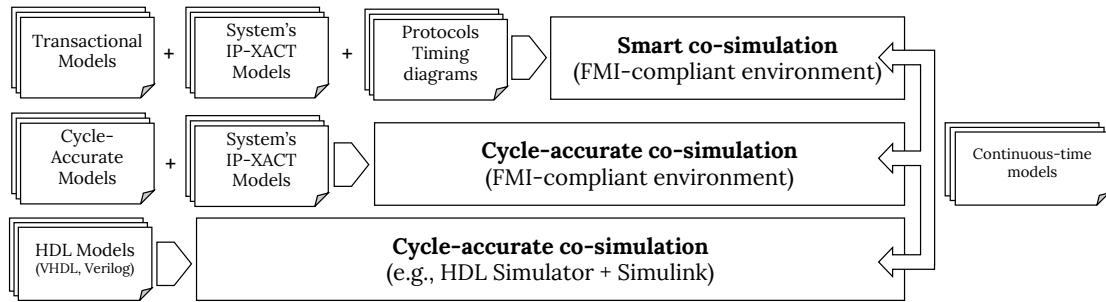 Transactional
Models
+
System's
IP-XACT
Models
+
Protocols
Timing
diagrams
Smart co-simulation
(FMI-compliant environment)
Cycle-
Accurate
Models
+
System's
IP-XACT
Models
Cycle-accurate co-simulation
(FMI-compliant environment)
Continuous-time
models
HDL Models
(VHDL, Verilog)
Cycle-accurate co-simulation
(e.g., HDL Simulator + Simulink)